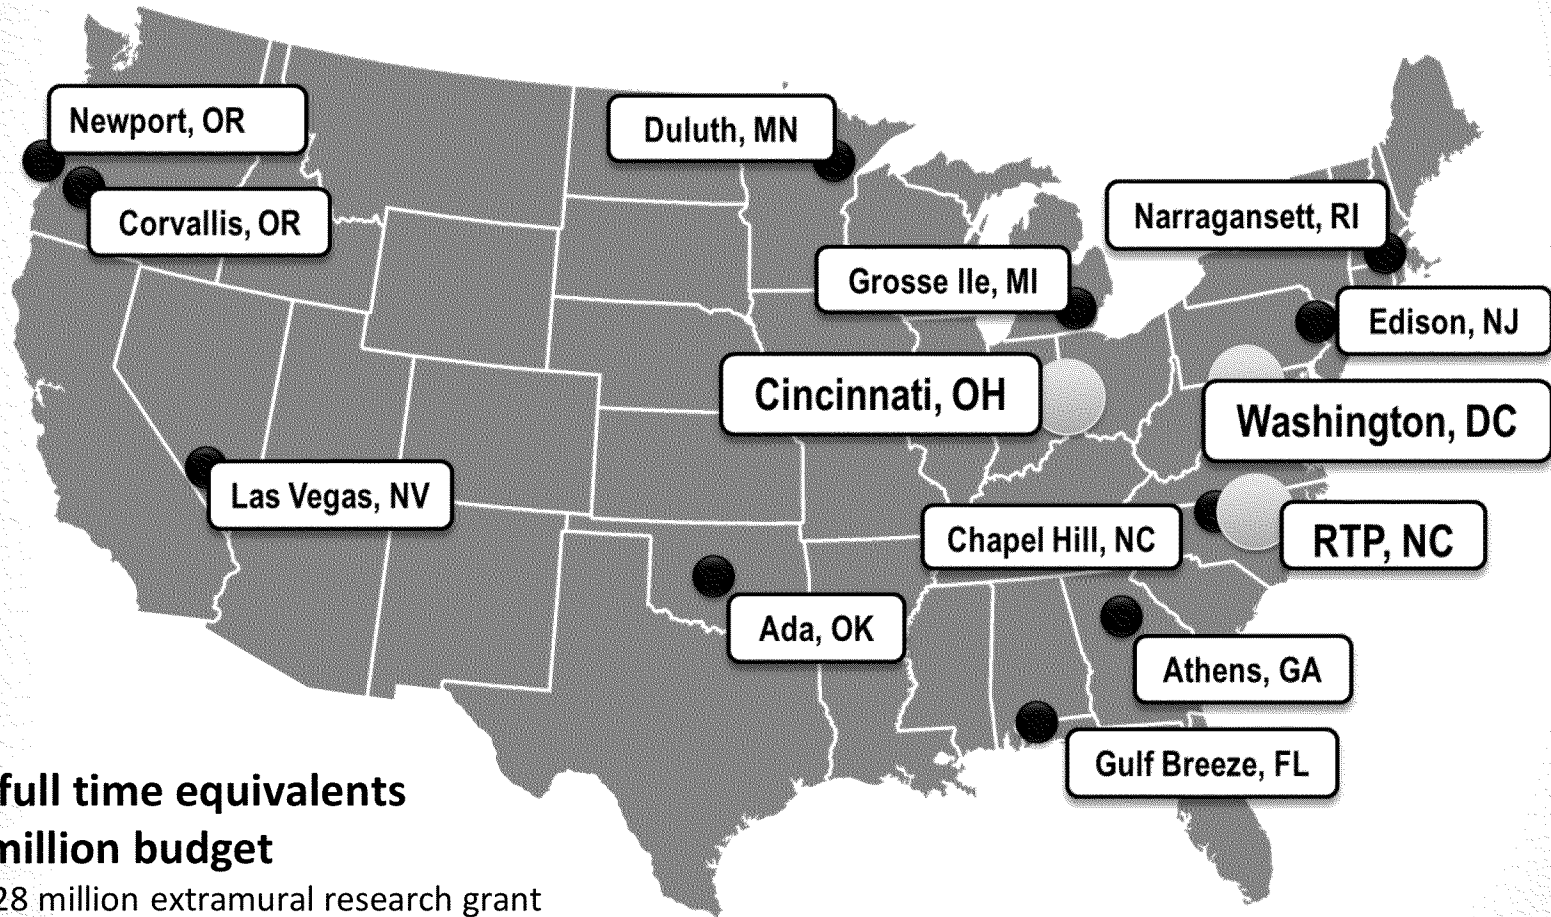 Newport, OR
Duluth, MN
Corvallis, OR
Narragansett, RI
Grosse Ile, MI
Edison, NJ
Cincinnati, OH
Washington, DC
Las Vegas, NV
Chapel Hill, NC
RTP, NC
Ada, OK
Athens, GA
Gulf Breeze, FL
full time equivalents
million budget
28 million extramural research grant